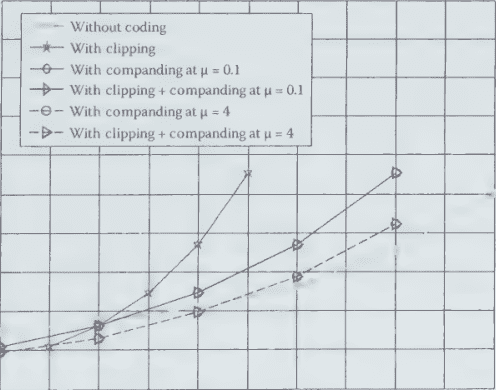 Without coding
With clipping
With companding at μ = 0.1
With clipping + companding at μ = 0.1
With companding at μ = 4
With clipping + companding at μ = 4